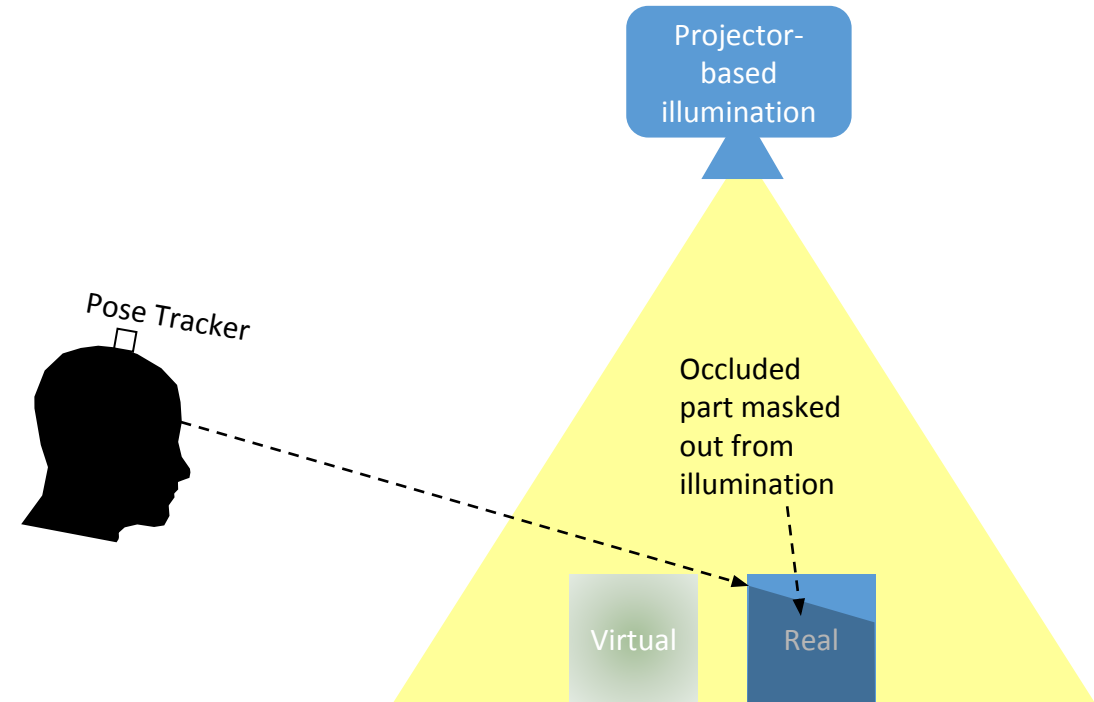 Projector-
based
illumination
Pose Tracker
Occluded
part masked
out from
illumination
Virtual
Real